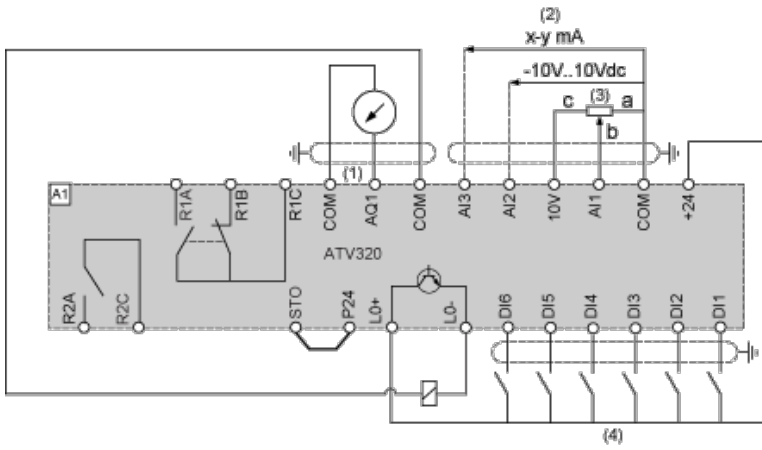 (2)
x-y mA
-10V..10Vdc
c (3) a
b
(1)
A1
R1A R1B R1C COM AQ1 COM AI3 AI2 10V AI1 COM +24
ATV320
R2A R2C STO P24 L0+ L0- DI6 DI5 DI4 DI3 DI2 DI1
(4)